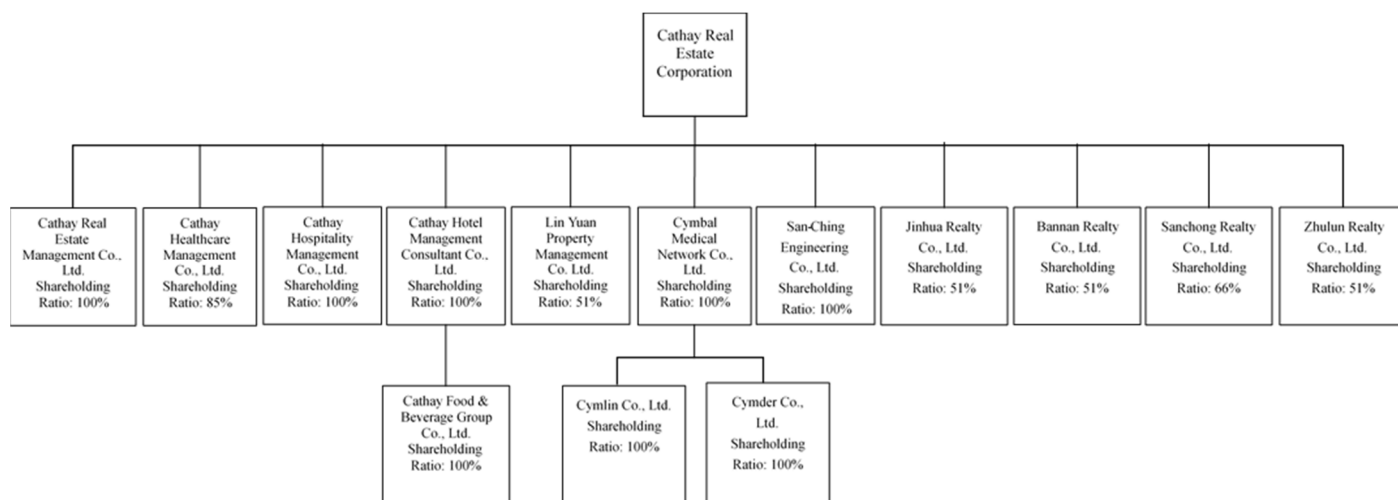 Cathay Real
Estate
Corporation
Cathay Real
Estate
Management Co.,
Ltd.
Shareholding
Ratio: 100%
Cathay
Healthcare
Management
Co., Ltd.
Shareholding
Ratio: 85%
Cathay
Hospitality
Management
Co., Ltd.
Shareholding
Ratio: 100%
Cathay Hotel
Management
Consultant Co.,
Ltd.
Shareholding
Ratio: 100%
Lin Yuan
Property
Management
Co. Ltd.
Shareholding
Ratio: 51%
Cymbal
Medical
Network Co.,
Ltd.
Shareholding
Ratio: 100%
San-Ching
Engineering
Co., Ltd.
Shareholding
Ratio: 100%
Jinhua Realty
Co., Ltd.
Shareholding
Ratio: 51%
Bannan Realty
Co., Ltd.
Shareholding
Ratio: 51%
Sanchong Realty
Co., Ltd.
Shareholding
Ratio: 66%
Zhulun Realty
Co., Ltd.
Shareholding
Ratio: 51%
Cathay Food &
Beverage Group
Co., Ltd.
Shareholding
Ratio: 100%
Cymlin Co., Ltd.
Shareholding
Ratio: 100%
Cymder Co.,
Ltd.
Shareholding
Ratio: 100%